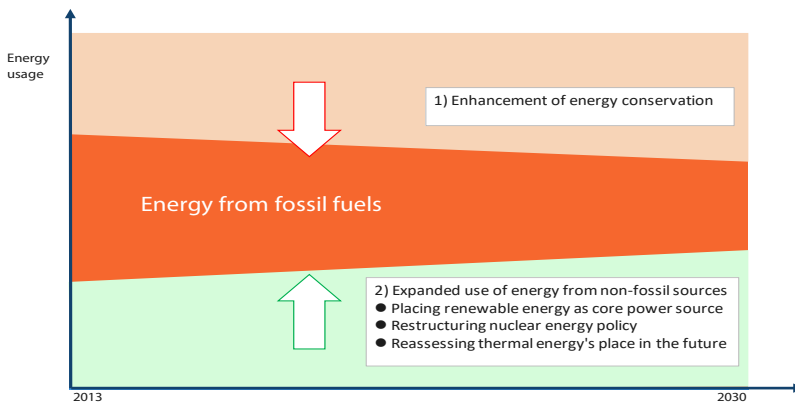 Energy
usage
1) Enhancement of energy conservation
Energy from fossil fuels
2) Expanded use of energy from non-fossil sources
● Placing renewable energy as core power source
● Restructuring nuclear energy policy
● Reassessing thermal energy's place in the future
2013
2030